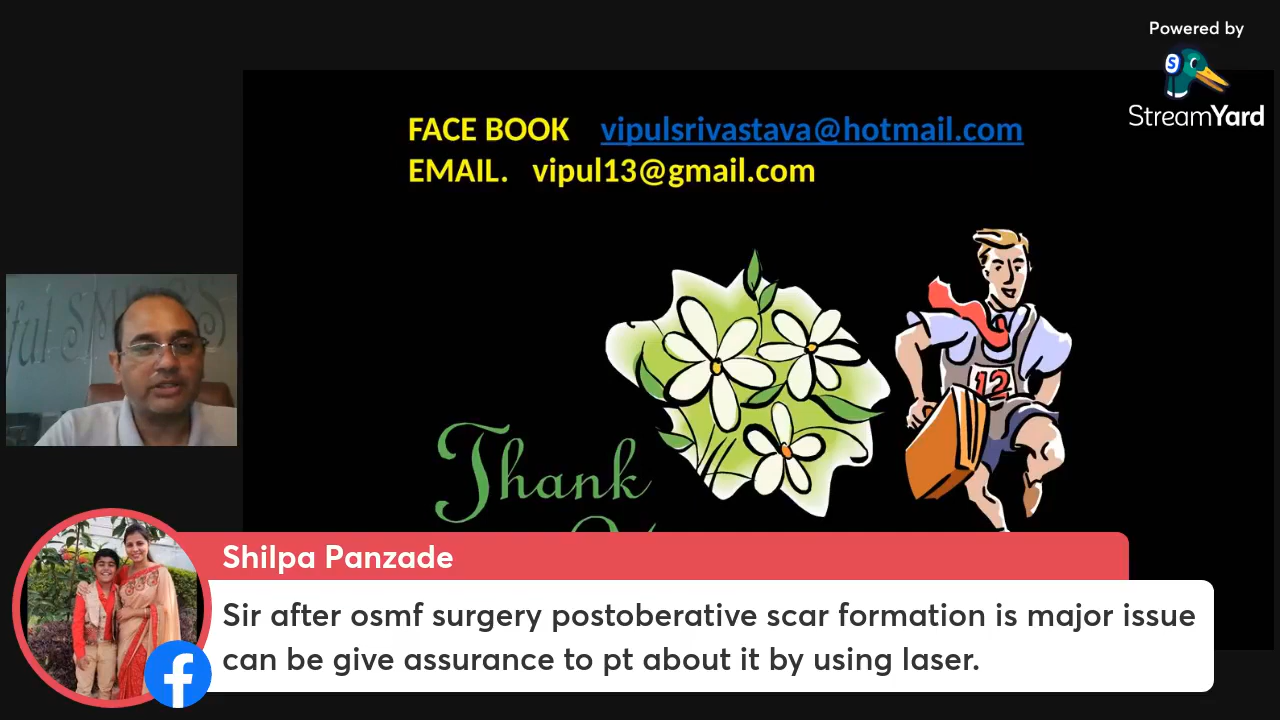 Powered by
S
StreamYard
FACE BOOK vipulsrivastava@hotmail.com
EMAIL. vipul13@gmail.com
12
Thank
Shilpa Panzade
Sir after osmf surgery postoberative scar formation is major issue
can be give assurance to pt about it by using laser.